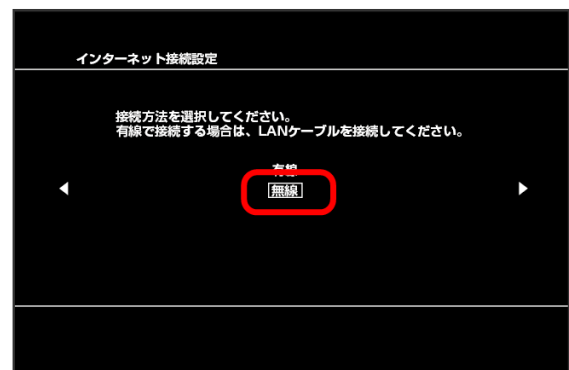 インターネット接続設定
接続方法を選択してください。
有線で接続する場合は、LANケーブルを接続してください。
有線
無線